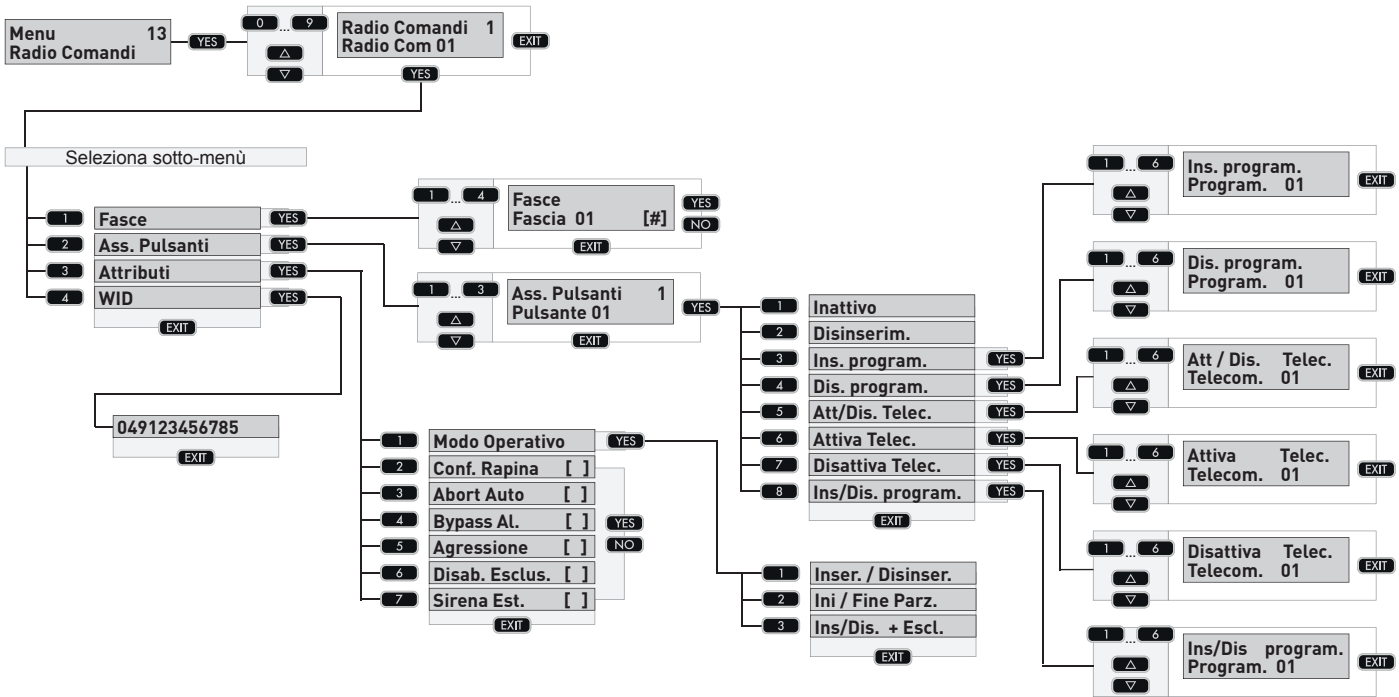 Menu 13
Radio Comandi
YES
0 ... 9
Radio Comandi 1
Radio Com 01
EXIT
YES
Seleziona sotto-menù
1 Fasce YES
2 Ass. Pulsanti YES
3 Attributi YES
4 WID YES
EXIT
1 ... 4
Fasce
Fascia 01 [#]
YES
NO
EXIT
1 ... 3
Ass. Pulsanti 1
Pulsante 01
YES
EXIT
049123456785
EXIT
1 Modo Operativo YES
2 Conf. Rapina [ ]
3 Abort Auto [ ]
4 Bypass Al. [ ]
5 Agressione [ ]
6 Disab. Esclus. [ ]
7 Sirena Est. [ ]
YES
NO
EXIT
1 Inattivo
2 Disinserim.
3 Ins. program. YES
4 Dis. program. YES
5 Att/Dis. Telec. YES
6 Attiva Telec. YES
7 Disattiva Telec. YES
8 Ins/Dis. program. YES
EXIT
1 Inser. / Disinser.
2 Ini / Fine Parz.
3 Ins/Dis. + Escl.
EXIT
1 ... 6
Ins. program.
Program. 01
EXIT
1 ... 6
Dis. program.
Program. 01
EXIT
1 ... 6
Att / Dis. Telec.
Telecom. 01
EXIT
1 ... 6
Attiva Telec.
Telecom. 01
EXIT
1 ... 6
Disattiva Telec.
Telecom. 01
EXIT
1 ... 6
Ins/Dis program.
Program. 01
EXIT